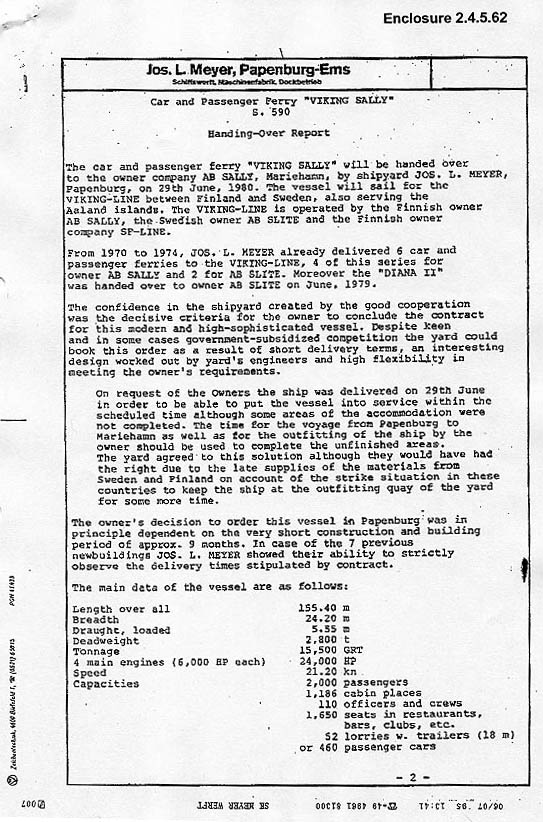 Enclosure 2.4.5.62
Jos. L. Meyer, Papenburg-Ems
Schiffswerft, Maschinenfabrik, Dockbetrieb
Car and Passenger Ferry "VIKING SALLY"
S. 590
Handing-Over Report
The car and passenger ferry "VIKING SALLY" will be handed over
to the owner company AB SALLY, Mariehamn, by shipyard JOS. L. MEYER,
Papenburg, on 29th June, 1980. The vessel will sail for the
VIKING-LINE between Finland and Sweden, also serving the
Aaland islands. The VIKING-LINE is operated by the Finnish owner
AB SALLY, the Swedish owner AB SLITE and the Finnish owner
company SF-LINE.
From 1970 to 1974, JOS. L. MEYER already delivered 6 car and
passenger ferries to the VIKING-LINE, 4 of this series for
owner AB SALLY and 2 for AB SLITE. Moreover the "DIANA II"
was handed over to owner AB SLITE on June, 1979.
The confidence in the shipyard created by the good cooperation
was the decisive criteria for the owner to conclude the contract
for this modern and high-sophisticated vessel. Despite keen
and in some cases government-subsidized competition the yard could
book this order as a result of short delivery terms, an interesting
design worked out by yard's engineers and high flexibility in
meeting the owner's requirements.
On request of the Owners the ship was delivered on 29th June
in order to be able to put the vessel into service within the
scheduled time although some areas of the accommodation were
not completed. The time for the voyage from Papenburg to
Mariehamn as well as for the outfitting of the ship by the
owner should be used to complete the unfinished areas.
The yard agreed to this solution although they would have had
the right due to the late supplies of the materials from
Sweden and Finland on account of the strike situation in these
countries to keep the ship at the outfitting quay of the yard
for some more time.
The owner's decision to order this vessel in Papenburg was in
principle dependent on the very short construction and building
period of approx. 9 months. In case of the 7 previous
newbuildings JOS. L. MEYER showed their ability to strictly
observe the delivery times stipulated by contract.
The main data of the vessel are as follows:
Length over all 155.40 m
Breadth 24.20 m
Draught, loaded 5.55 m
Deadweight 2,800 t
Tonnage 15,500 GRT
4 main engines (6,000 HP each) 24,000 HP
Speed 21.20 kn
Capacities 2,000 passengers
1,186 cabin places
110 officers and crews
1,650 seats in restaurants,
bars, clubs, etc.
52 lorries w. trailers (18 m)
or 460 passenger cars
- 2 -
06/07 '95 13:41 ☎-49 4961 81300 SE MEYER WERFT 007